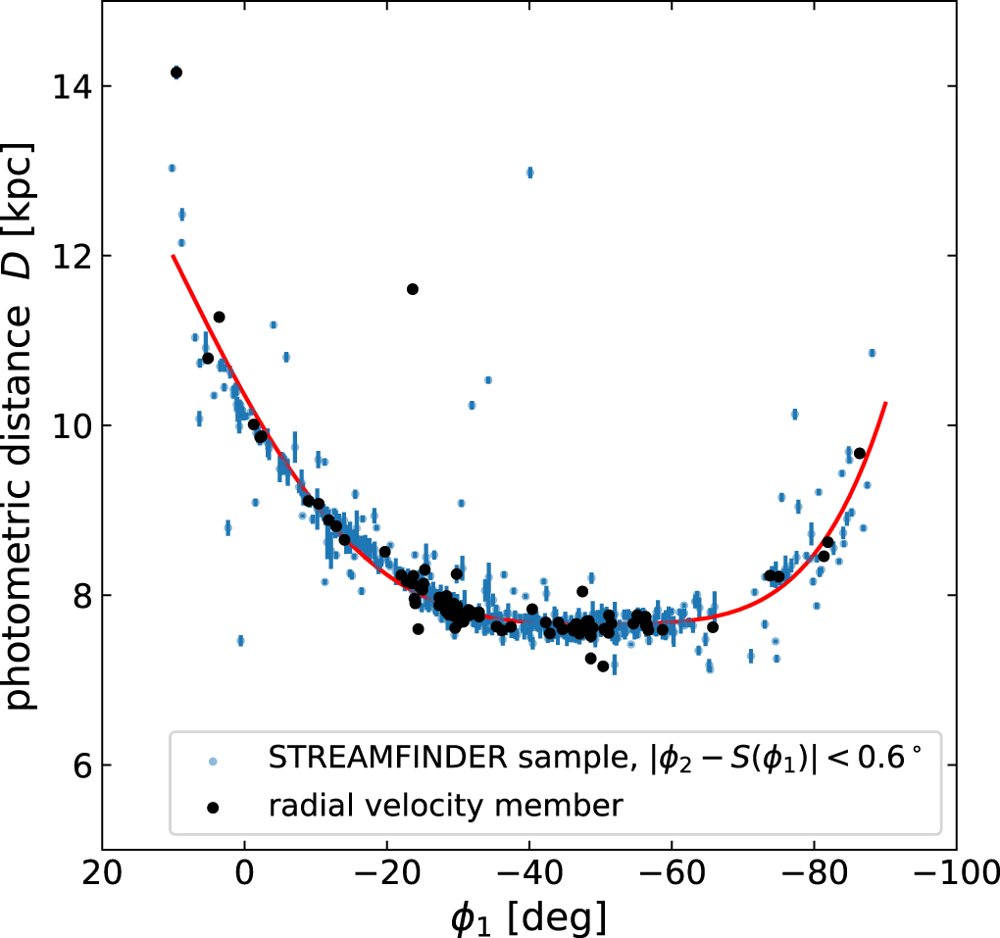 photometric distance D [kpc]
14
12
10
8
6
STREAMFINDER sample, |ϕ₂ − S(ϕ₁)| < 0.6°
radial velocity member
20 0 −20 −40 −60 −80 −100
ϕ₁ [deg]